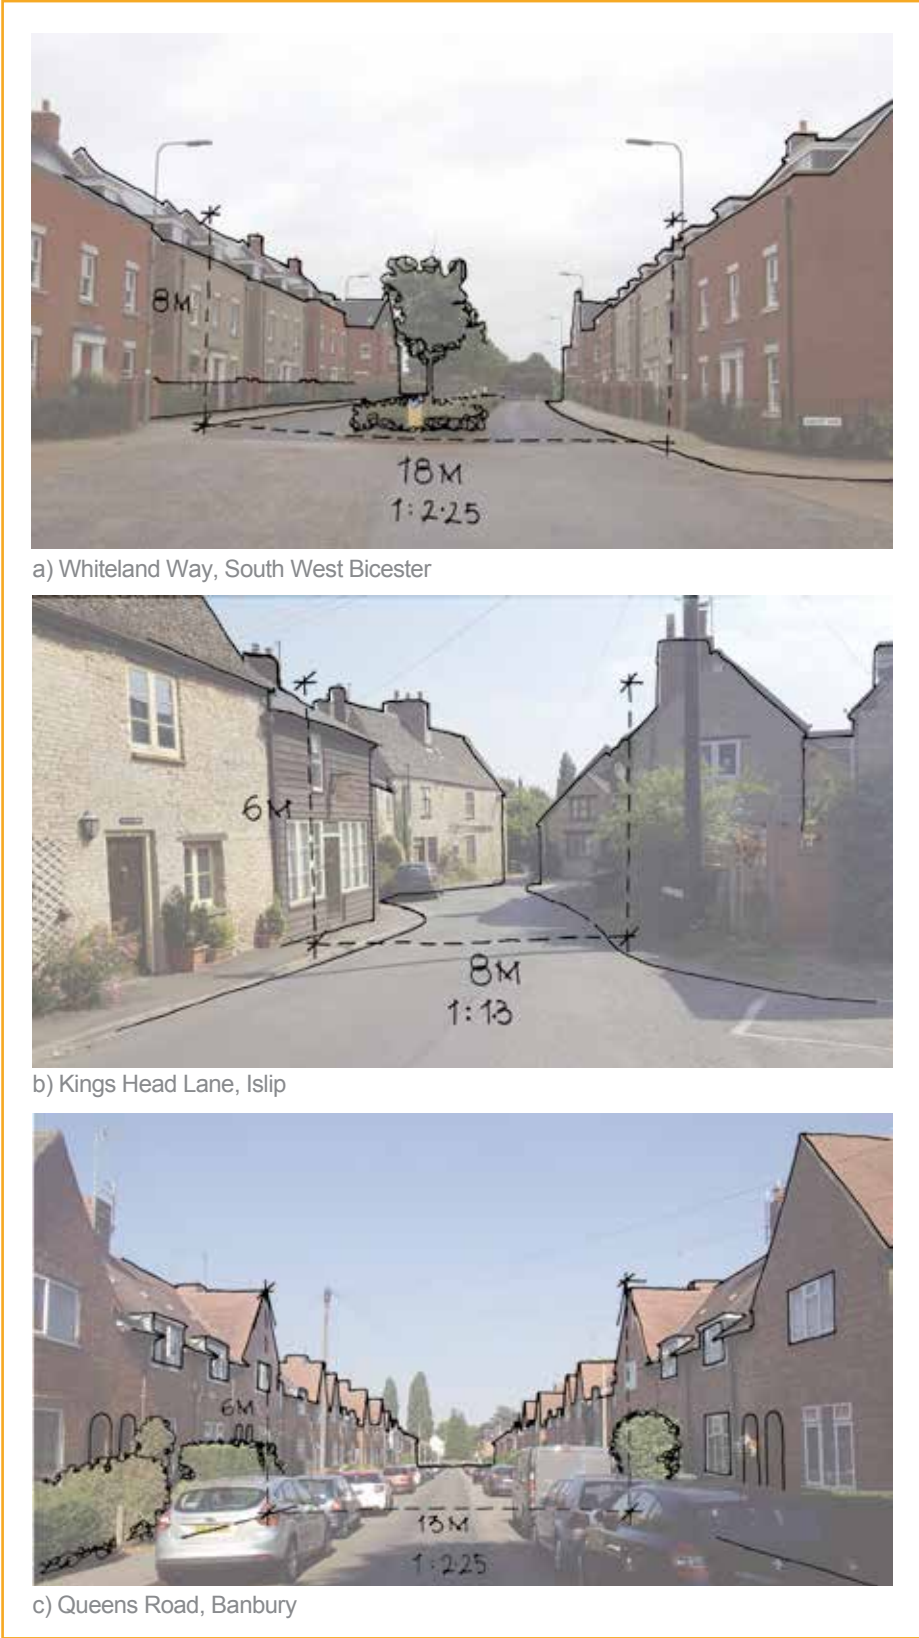 8M
18M
1:2.25
a) Whiteland Way, South West Bicester
6M
8M
1:1.3
b) Kings Head Lane, Islip
6M
13M
1:2.25
c) Queens Road, Banbury